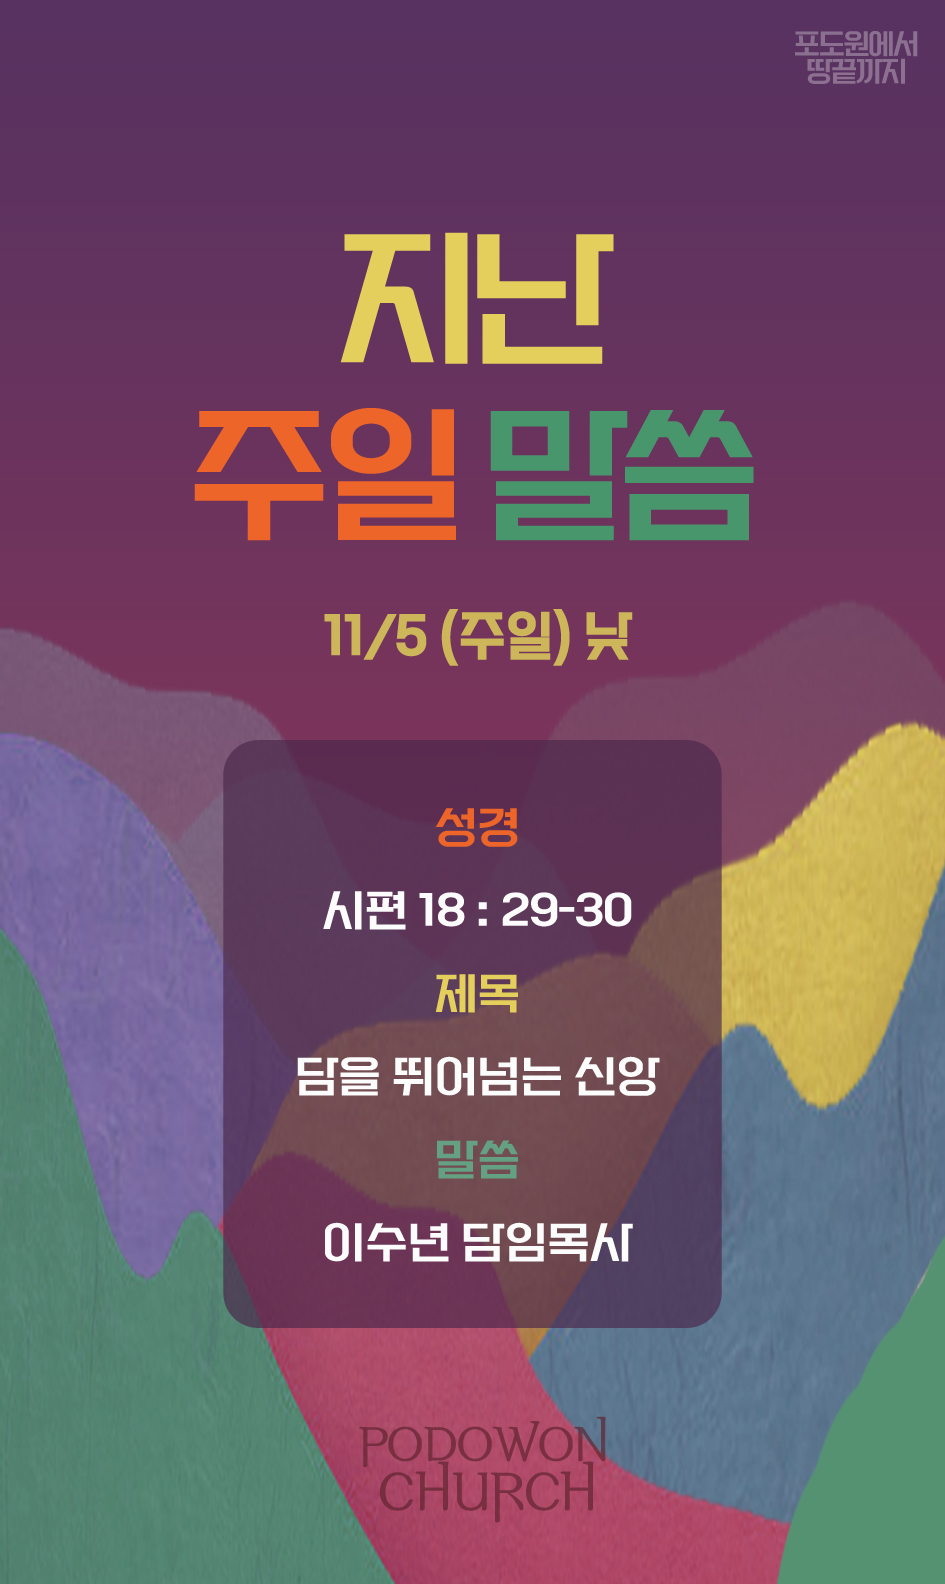 포도원에서
땅끝까지
지난
주일 말씀
11/5 (주일) 낮
성경
시편 18 : 29-30
제목
담을 뛰어넘는 신앙
말씀
이수년 담임목사
PODOWON
CHURCH